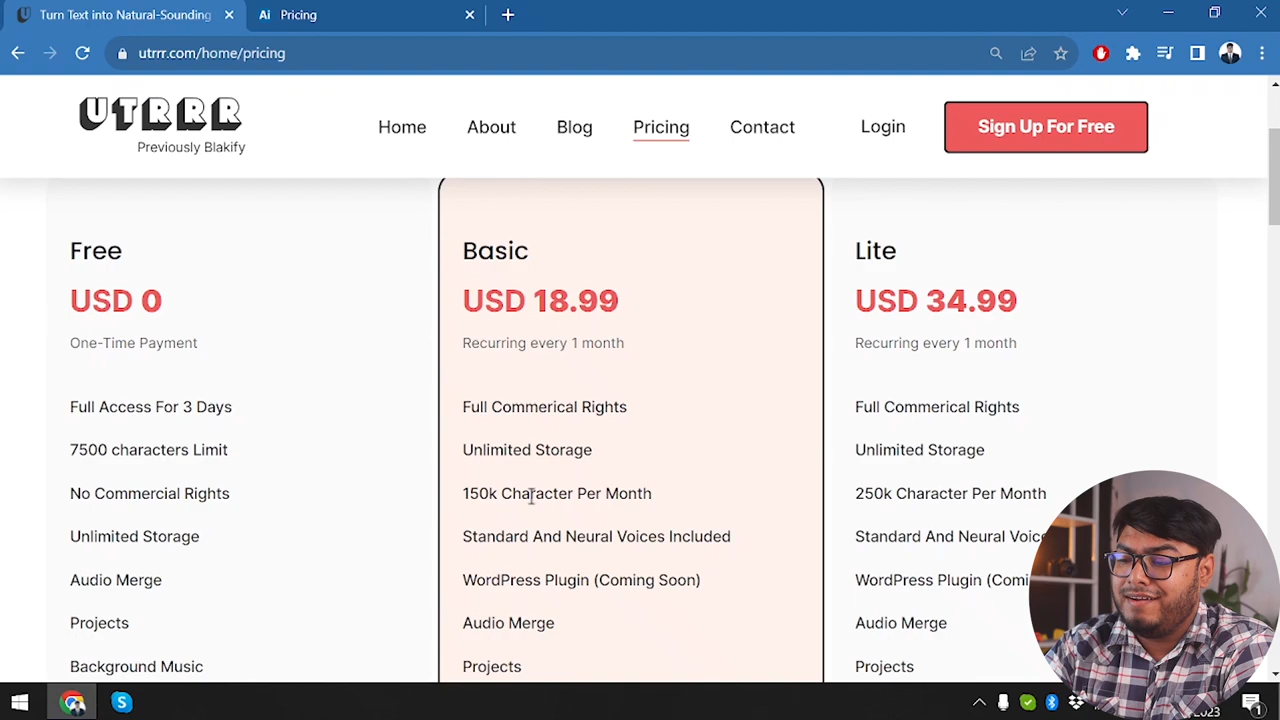 Turn Text into Natural-Sounding
Ai Pricing
utrrr.com/home/pricing
UTRRR
Previously Blakify
Home
About
Blog
Pricing
Contact
Login
Sign Up For Free
Free
USD 0
One-Time Payment
Full Access For 3 Days
7500 characters Limit
No Commercial Rights
Unlimited Storage
Audio Merge
Projects
Background Music
Basic
USD 18.99
Recurring every 1 month
Full Commerical Rights
Unlimited Storage
150k Character Per Month
Standard And Neural Voices Included
WordPress Plugin (Coming Soon)
Audio Merge
Projects
Lite
USD 34.99
Recurring every 1 month
Full Commerical Rights
Unlimited Storage
250k Character Per Month
Standard And Neural Voic
WordPress Plugin (Comi
Audio Merge
Projects
2023
1